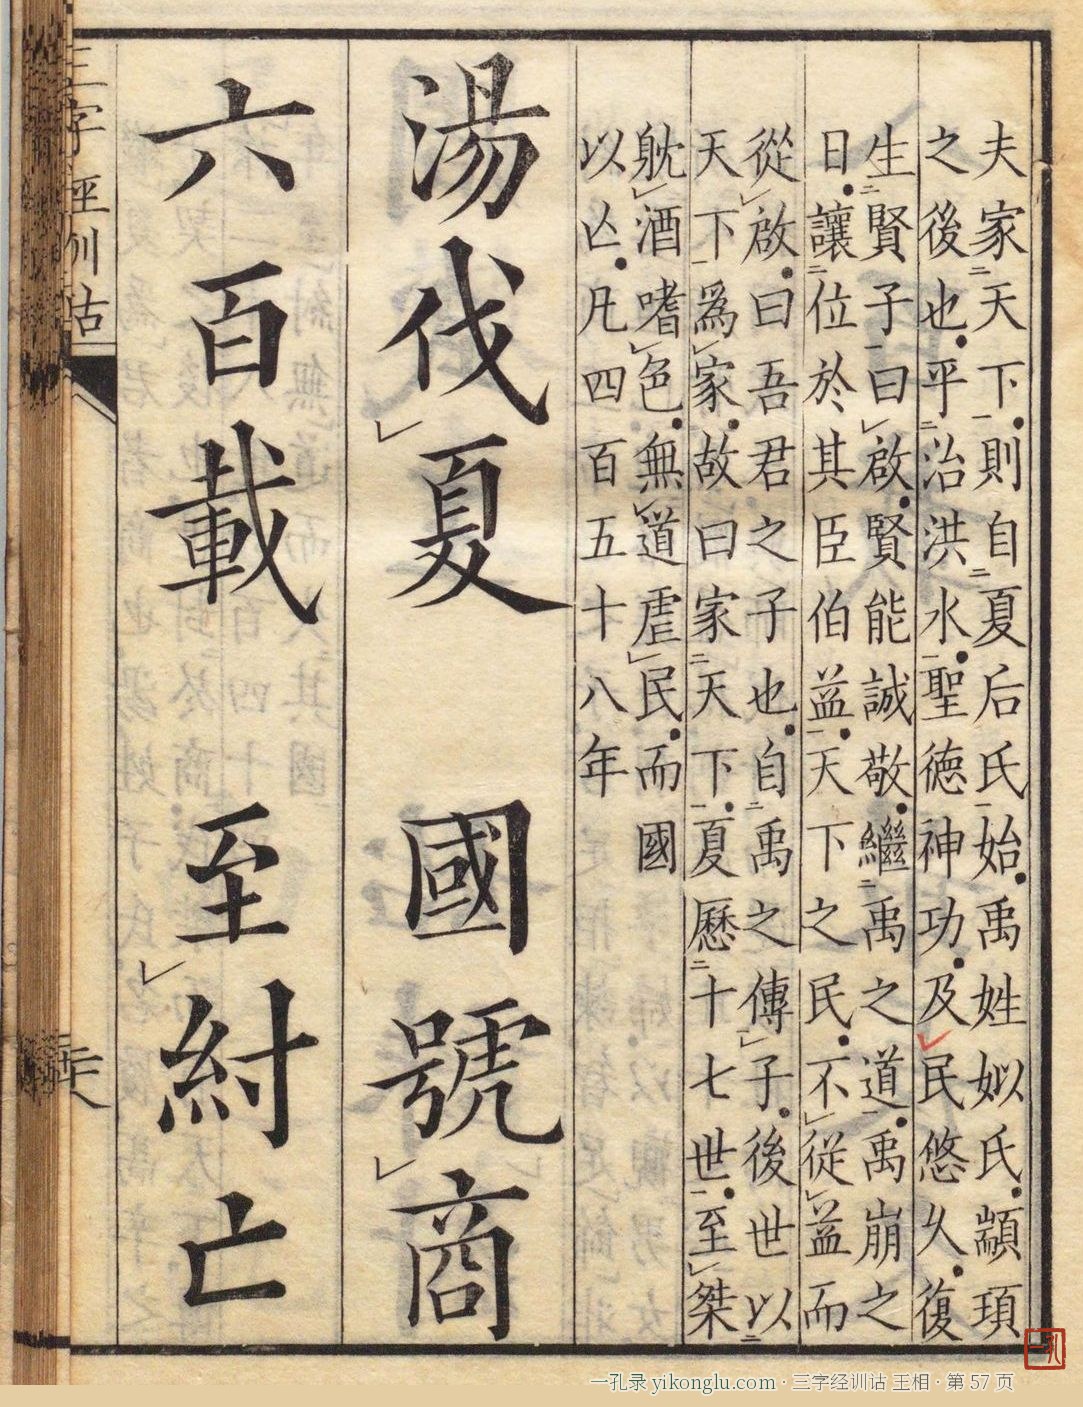 夫家天下則自夏后氏始禹姓姒氏顓頊
之後也平治洪水聖德神功及民悠久復
生賢子曰啟賢能誠敬繼禹之道禹崩之
日讓位於其臣伯益天下之民不從益而
從啟曰吾君之子也自禹之傳子後世以
天下爲家故曰家天下夏歷十七世至桀
躭酒嗜色無道虐民而國
以亾凡四百五十八年
湯伐夏 國號商
六百載 至紂亡
三字經訓詁
二十八
一孔录 yikonglu.com · 三字经训诂 王相 · 第 57 页